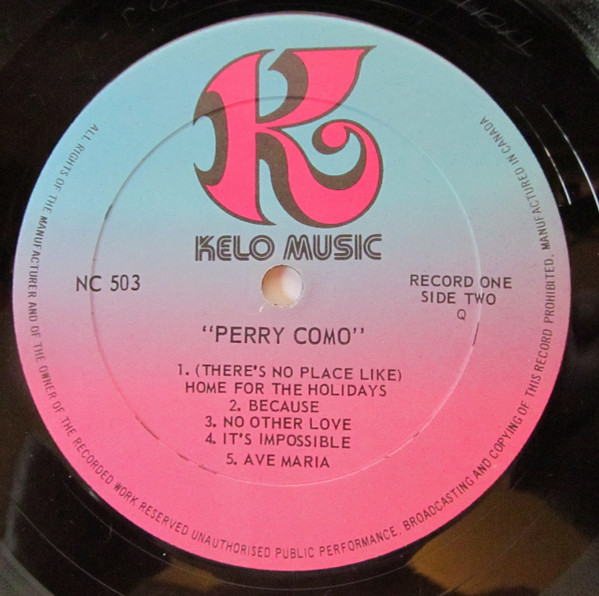 K
KELO MUSIC
NC 503
RECORD ONE
SIDE TWO
Q
"PERRY COMO"
1. (THERE'S NO PLACE LIKE)
HOME FOR THE HOLIDAYS
2. BECAUSE
3. NO OTHER LOVE
4. IT'S IMPOSSIBLE
5. AVE MARIA
ALL RIGHTS OF THE MANUFACTURER AND OF THE OWNER OF THE RECORDED WORK RESERVED UNAUTHORISED PUBLIC PERFORMANCE, BROADCASTING AND COPYING OF THIS RECORD PROHIBITED. MANUFACTURED IN CANADA